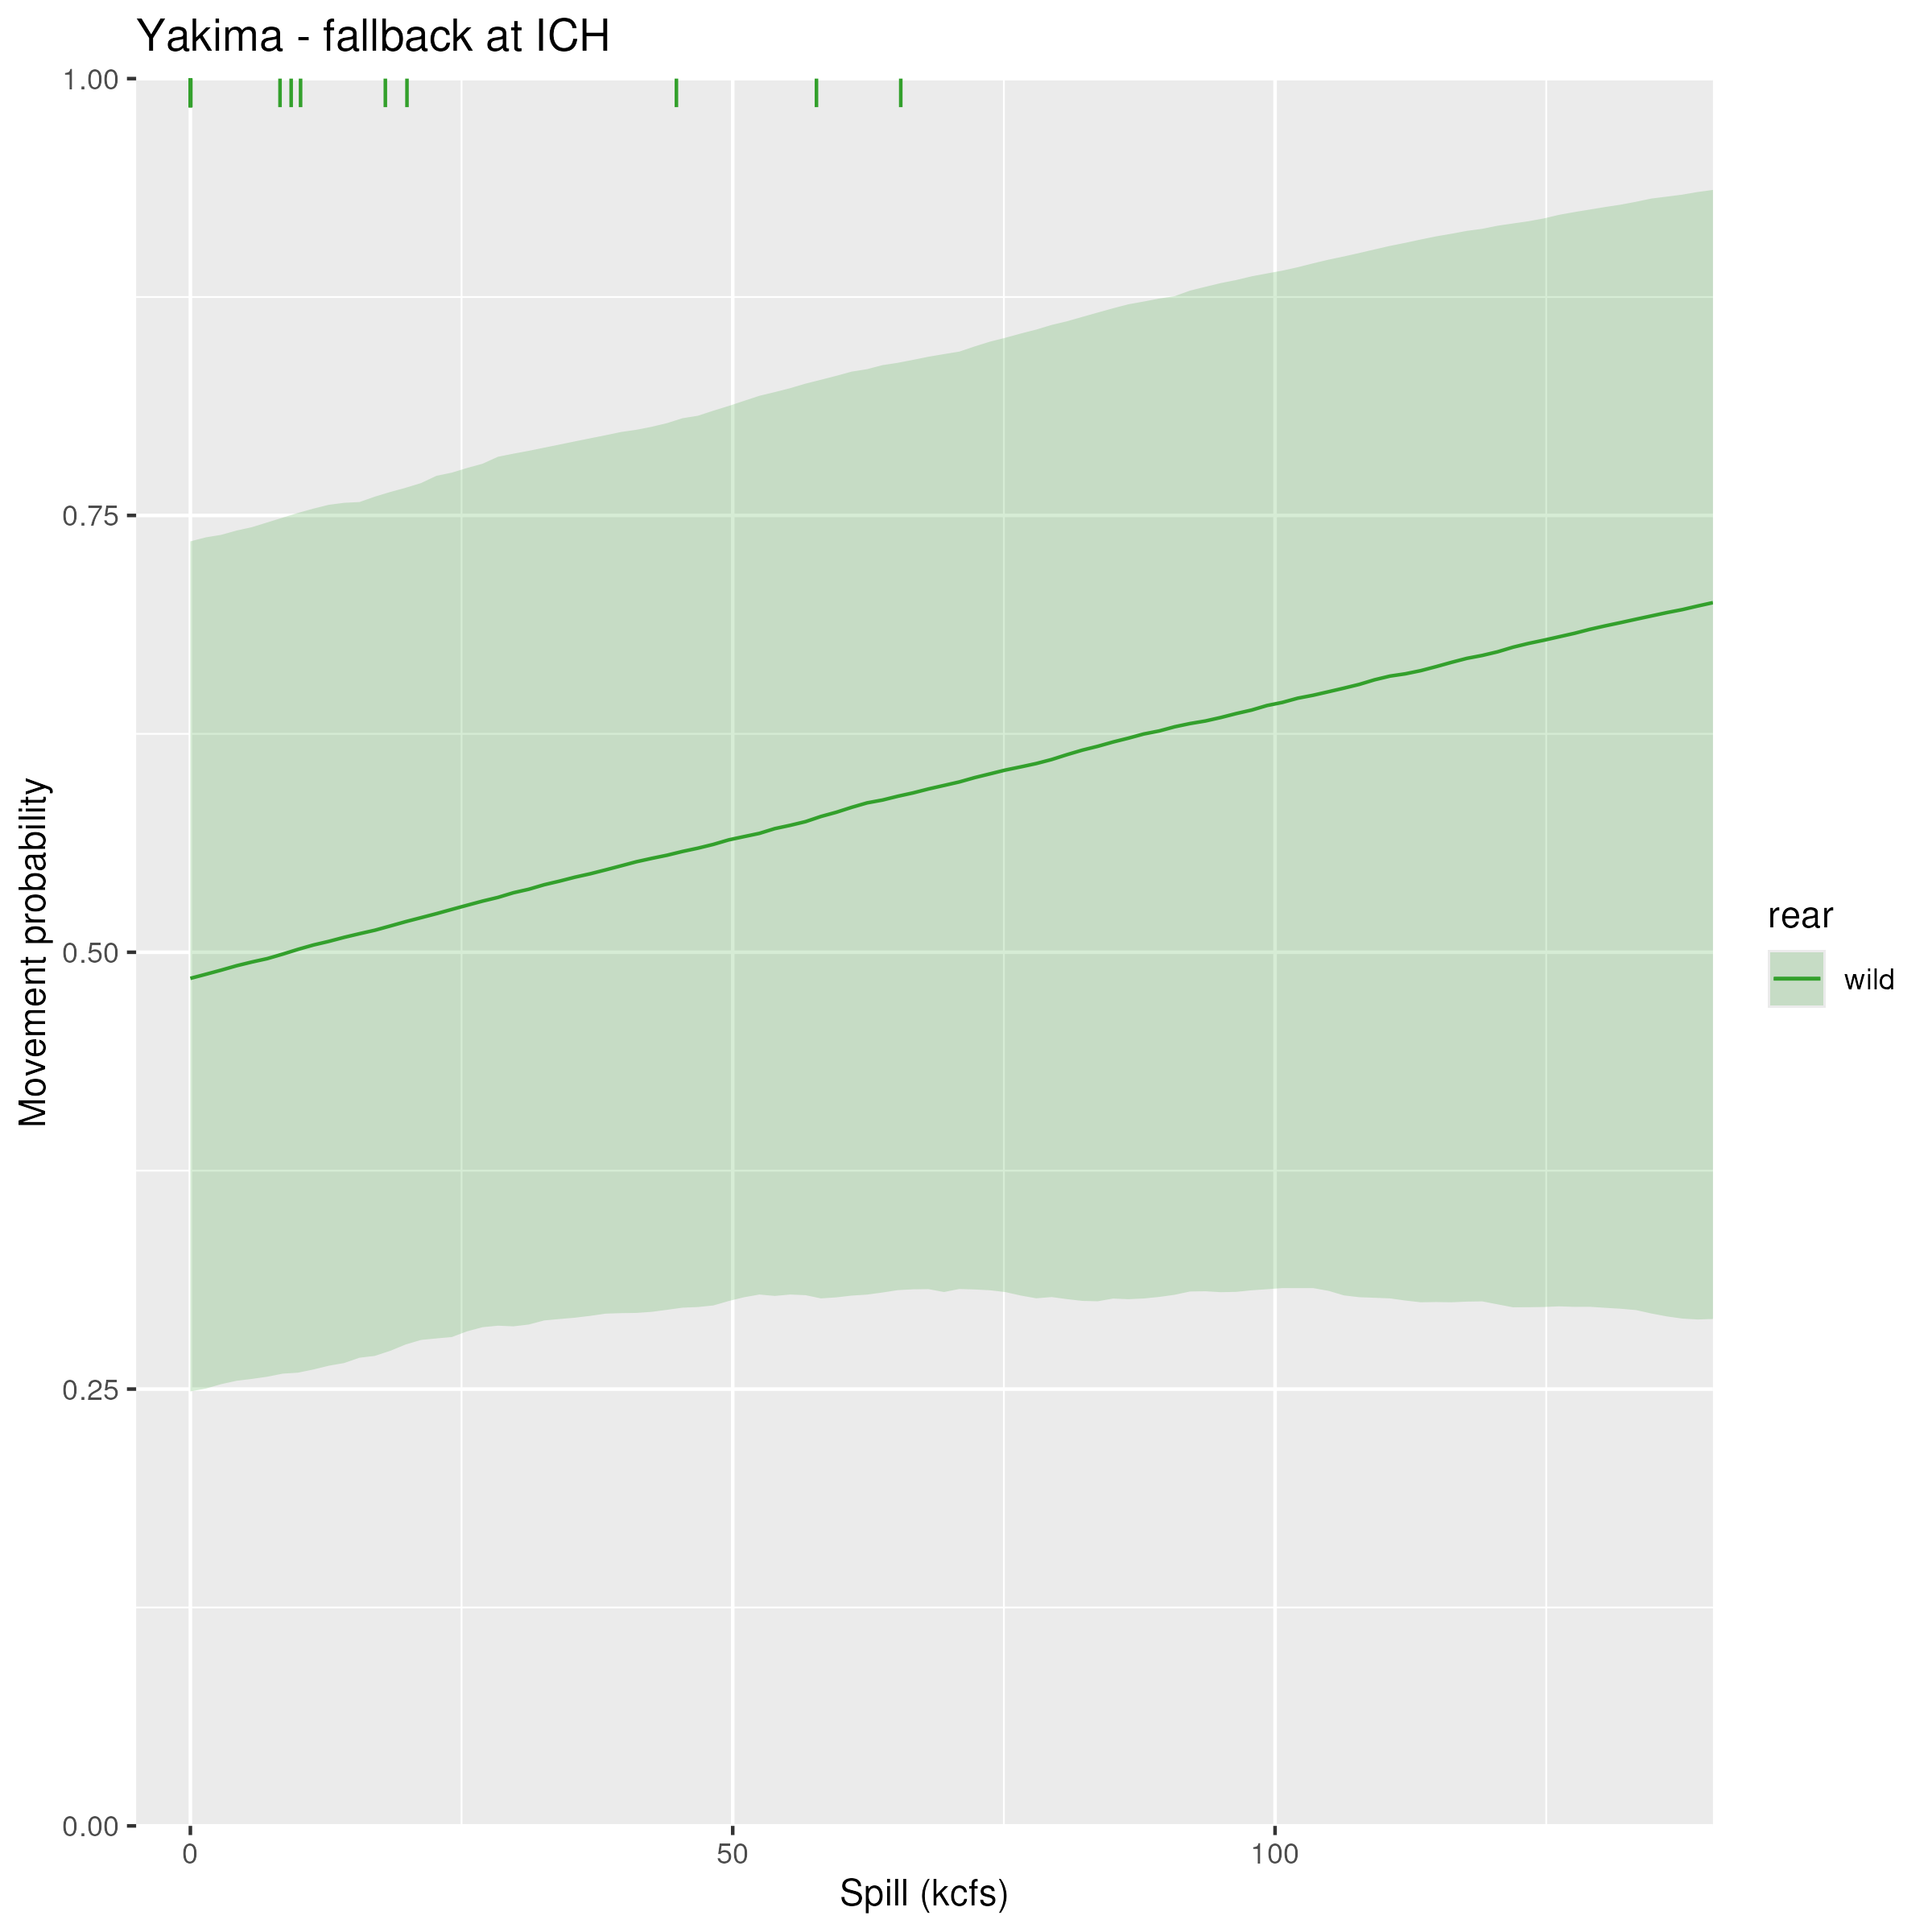 Yakima - fallback at ICH
1.00
0.75
0.50
0.25
0.00
Movement probability
0
50
100
Spill (kcfs)
rear
wild